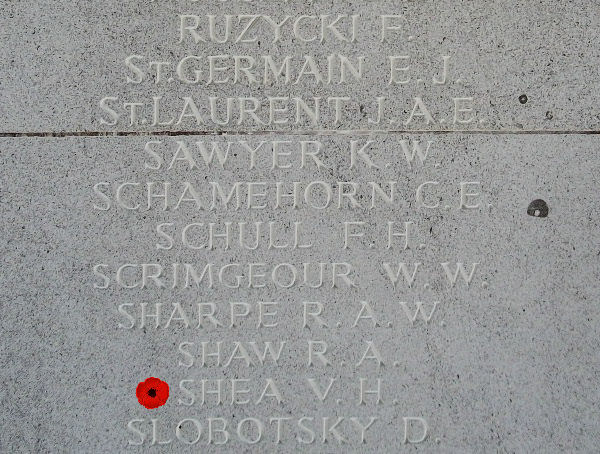 RUZYCKI F.
ST.GERMAIN E.J.
ST.LAURENT J.A.E.
SAWYER K.W.
SCHAMEHORN C.E.
SCHULL F.H.
SCRIMGEOUR W.W.
SHARPE R.A.W.
SHAW R.A.
SHEA V.H
SLOBOTSKY D.